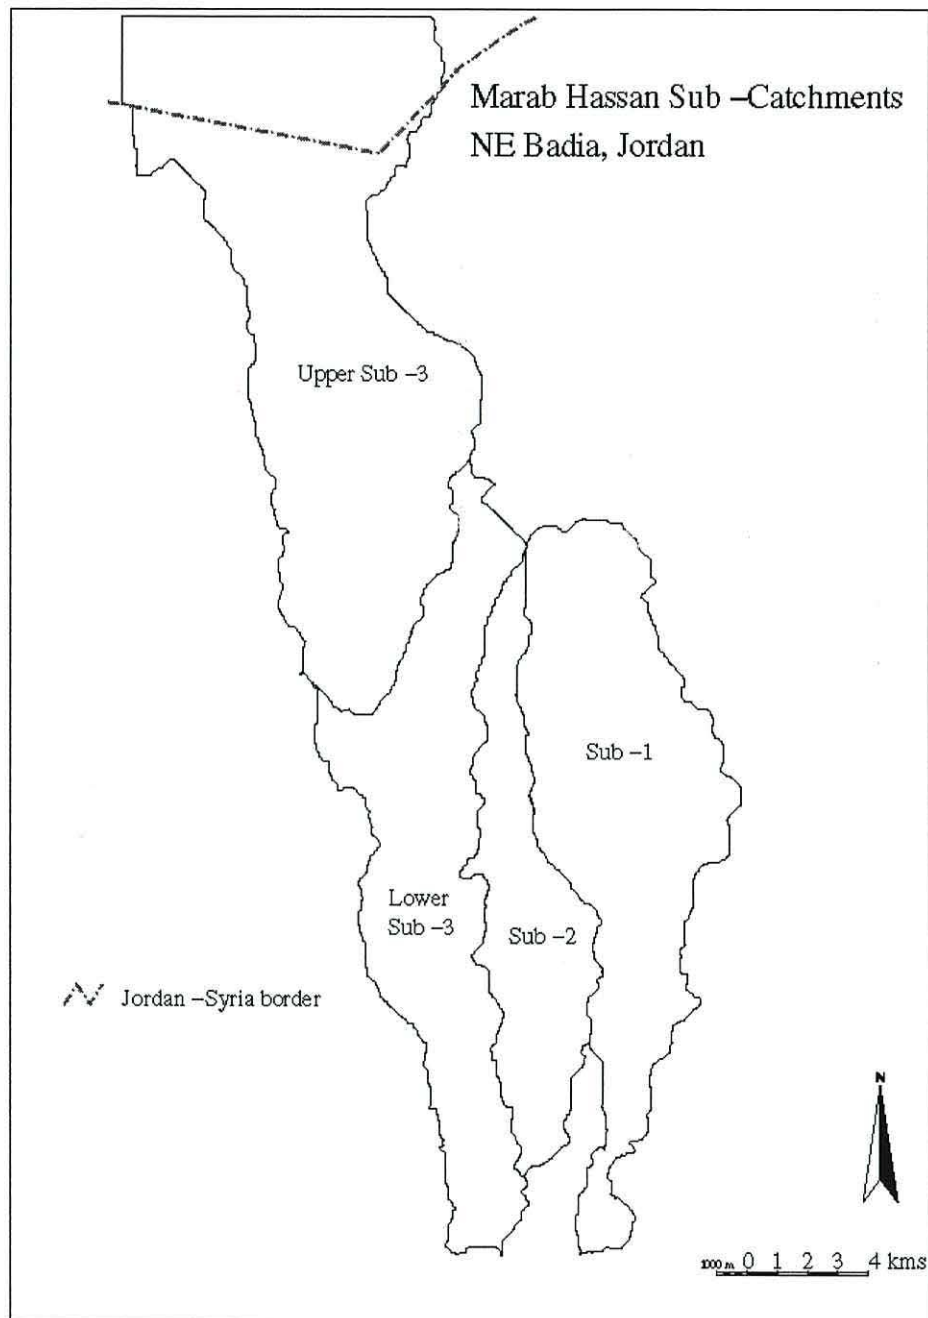 Marab Hassan Sub –Catchments
NE Badia, Jordan
Upper Sub –3
Sub –1
Lower
Sub –3
Sub –2
Jordan –Syria border
N
1000 m 0 1 2 3 4 kms